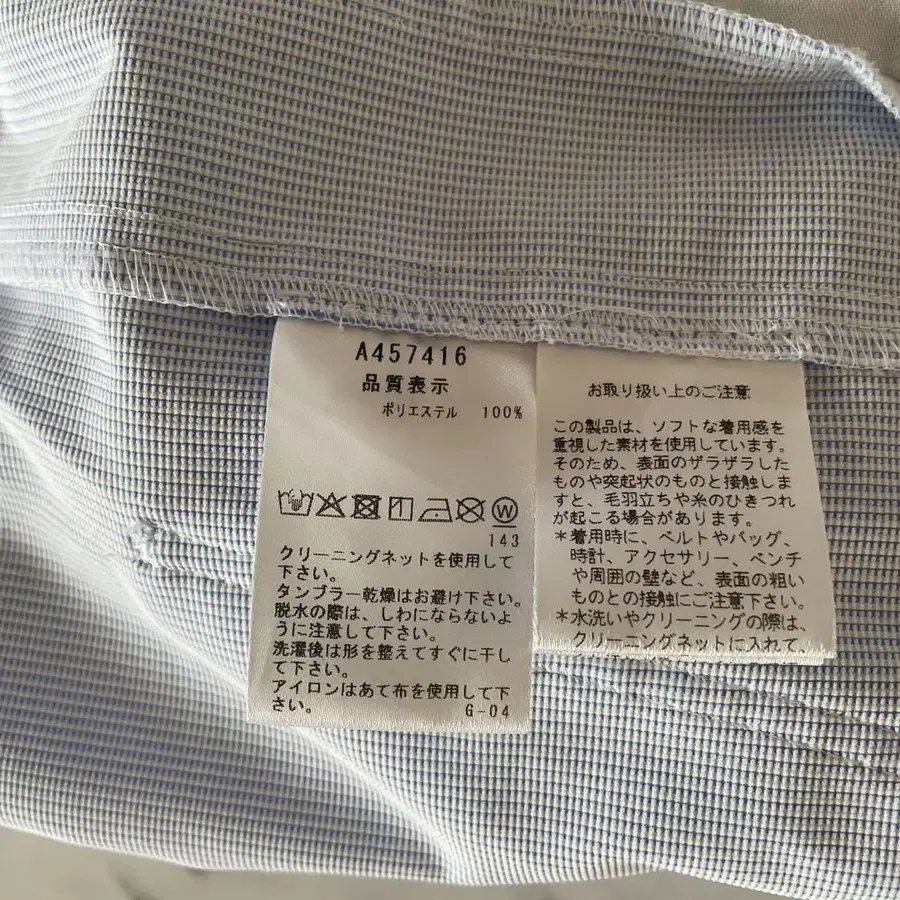 A457416
品質表示
ポリエステル 100%
W
143
クリーニングネットを使用して
下さい。
タンブラー乾燥はお避け下さい。
脱水の際は、しわにならないよ
うに注意して下さい。
洗濯後は形を整えてすぐに干し
て下さい。
アイロンはあて布を使用して下
さい。
G-04
お取り扱い上のご注意
この製品は、ソフトな着用感を
重視した素材を使用しています。
そのため、表面のザラザラした
ものや突起状のものと接触しま
すと、毛羽立ちや糸のひきつれ
が起こる場合があります。
*着用時に、ベルトやバッグ、
時計、アクセサリー、ベンチ
や周囲の壁など、表面の粗い
ものとの接触にご注意下さい。
*水洗いやクリーニングの際は、
クリーニングネットに入れて、